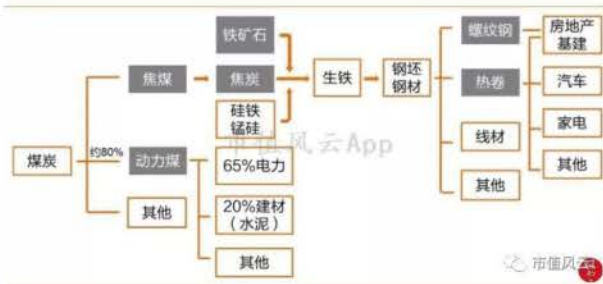 铁矿石
螺纹钢
房地产
基建
焦煤
焦炭
生铁
钢坯
钢材
热卷
汽车
硅铁
锰硅
市值风云App
线材
家电
煤炭
约80%
动力煤
65%电力
其他
其他
其他
20%建材
（水泥）
其他
市值风云